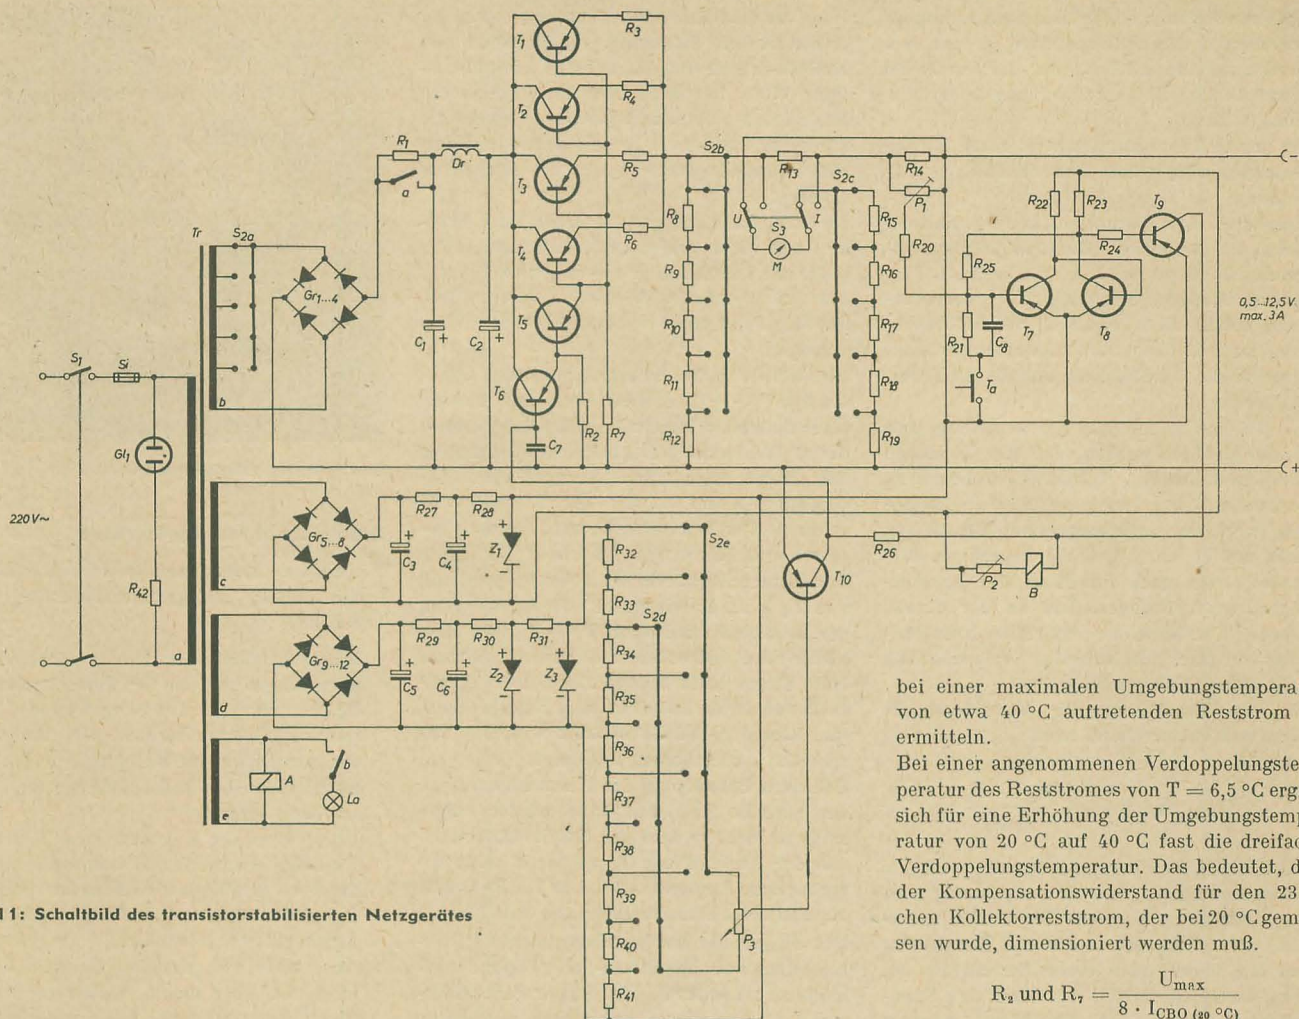 T1
R3
T2
R4
R1
a
Dr
T3
R5
T4
R6
T5
T6
C1
+
C2
+
C7
R2
R7
Tr
S2a
Gr1...4
b
S1
Si
Gl1
220V~
R42
a
S2b
R8
R9
R10
R11
R12
U
S3
I
M
R13
S2c
R15
R16
R17
R18
R19
R14
P1
R20
R25
R21
C8
Ta
R22
R23
R24
T7
T8
T9
(-
0,5...12,5V
max. 3A
(+
Gr5...8
c
R27
R28
+
C3
+
C4
+
Z1
-
Gr9...12
d
R29
R30
R31
+
C5
+
C6
+
Z2
-
+
Z3
-
A
b
La
e
S2e
R32
R33
S2d
R34
R35
R36
R37
R38
R39
R40
R41
P3
T10
R26
P2
B
11: Schaltbild des transistorstabilisierten Netzgerätes
bei einer maximalen Umgebungstempera
von etwa 40 °C auftretenden Reststrom
ermitteln.
Bei einer angenommenen Verdoppelungste
peratur des Reststromes von T = 6,5 °C erg
sich für eine Erhöhung der Umgebungstemp
ratur von 20 °C auf 40 °C fast die dreifac
Verdoppelungstemperatur. Das bedeutet, d
der Kompensationswiderstand für den 23
chen Kollektorreststrom, der bei 20 °C gem
sen wurde, dimensioniert werden muß.
R2 und R7 = Umax / 8 · ICBO (20 °C)